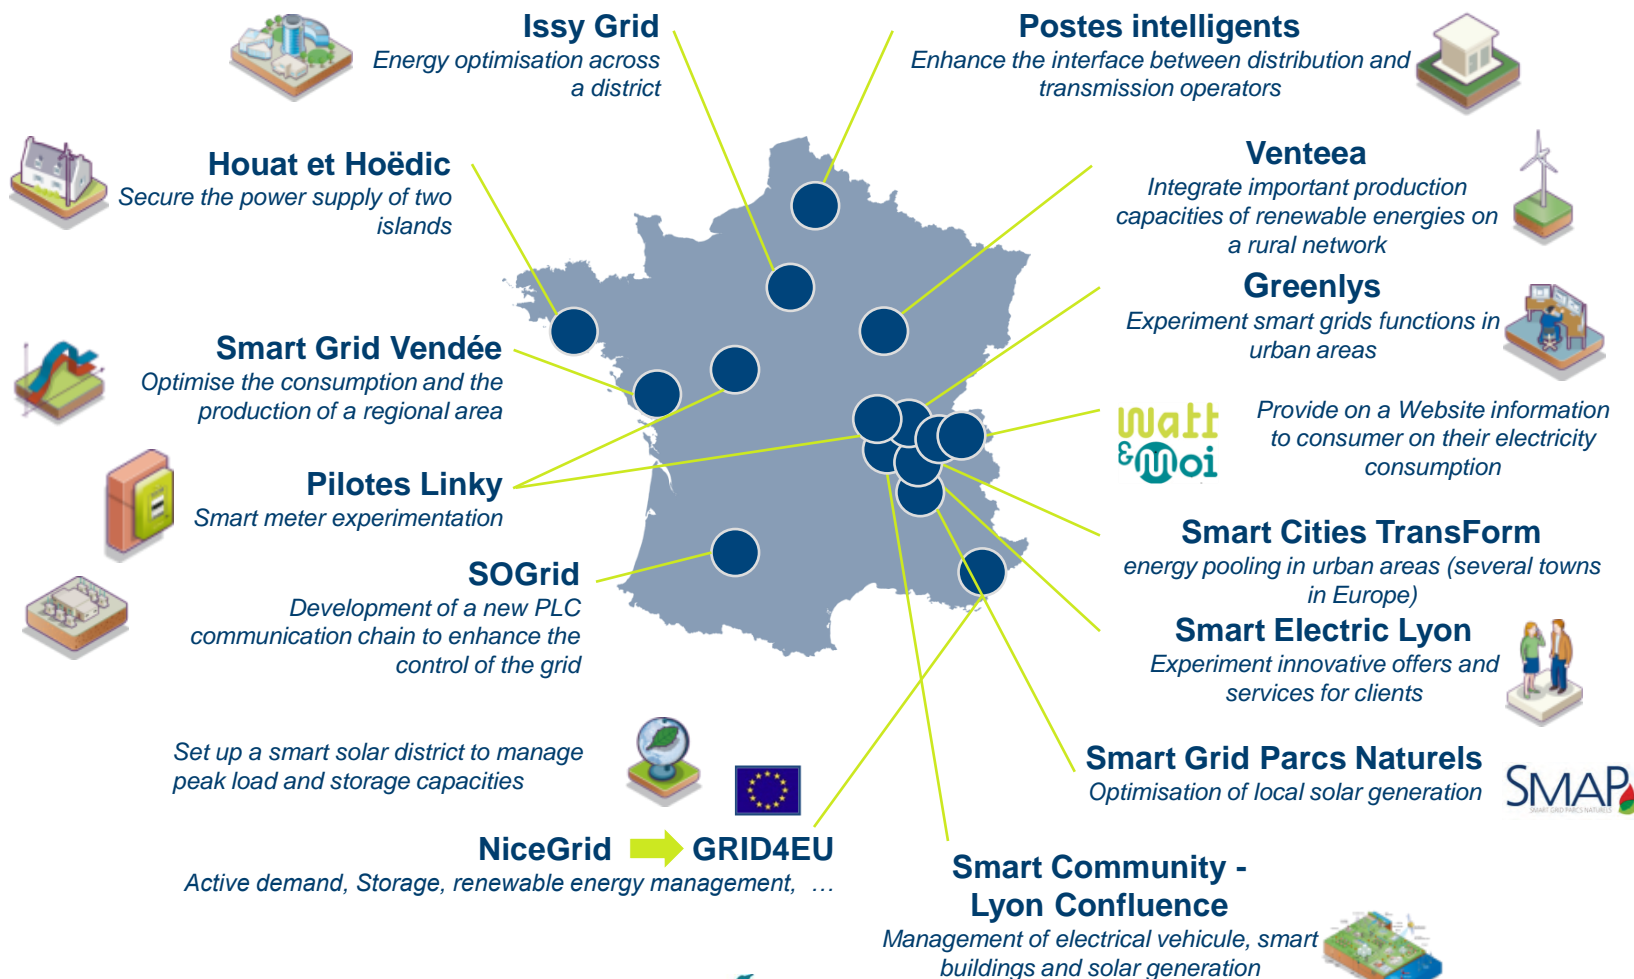 Issy Grid
Energy optimisation across
a district
Postes intelligents
Enhance the interface between distribution and
transmission operators
Houat et Hoëdic
Secure the power supply of two
islands
Venteea
Integrate important production
capacities of renewable energies on
a rural network
Greenlys
Experiment smart grids functions in
urban areas
Smart Grid Vendée
Optimise the consumption and the
production of a regional area
watt
&moi
Provide on a Website information
to consumer on their electricity
consumption
Pilotes Linky
Smart meter experimentation
Smart Cities TransForm
energy pooling in urban areas (several towns
in Europe)
SOGrid
Development of a new PLC
communication chain to enhance the
control of the grid
Smart Electric Lyon
Experiment innovative offers and
services for clients
Set up a smart solar district to manage
peak load and storage capacities
Smart Grid Parcs Naturels
Optimisation of local solar generation
SMAP
SMART GRID PARCS NATURELS
NiceGrid GRID4EU
Active demand, Storage, renewable energy management, …
Smart Community -
Lyon Confluence
Management of electrical vehicule, smart
buildings and solar generation